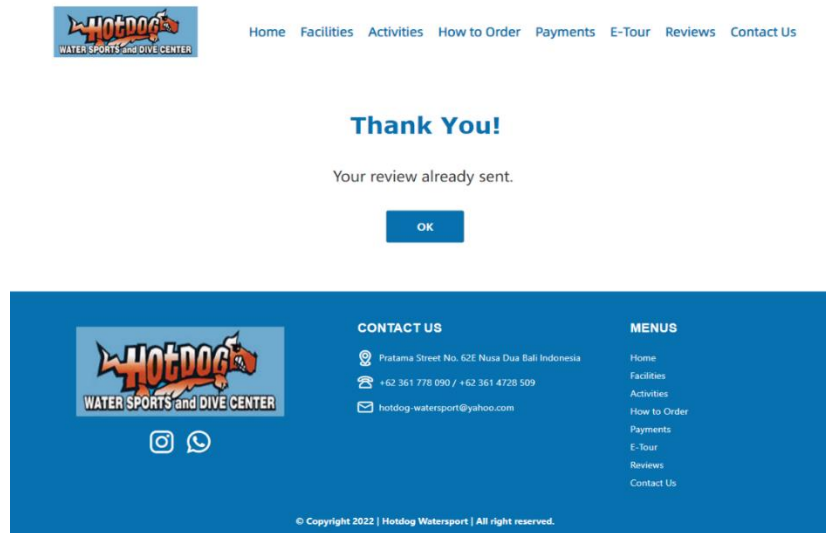 HOTDOG
WATER SPORTS and DIVE CENTER
Home Facilities Activities How to Order Payments E-Tour Reviews Contact Us
Thank You!
Your review already sent.
OK
HOTDOG
WATER SPORTS and DIVE CENTER
CONTACT US
Pratama Street No. 62E Nusa Dua Bali Indonesia
+62 361 778 090 / +62 361 4728 509
hotdog-watersport@yahoo.com
MENUS
Home
Facilities
Activities
How to Order
Payments
E-Tour
Reviews
Contact Us
© Copyright 2022 | Hotdog Watersport | All right reserved.